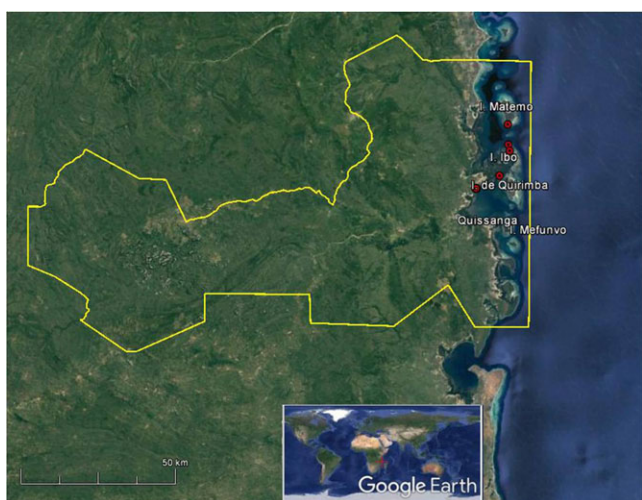 I. Matemo
I. Ibo
I. de Quirimba
Quissanga
I. Mefunvo
50 km
Google Earth